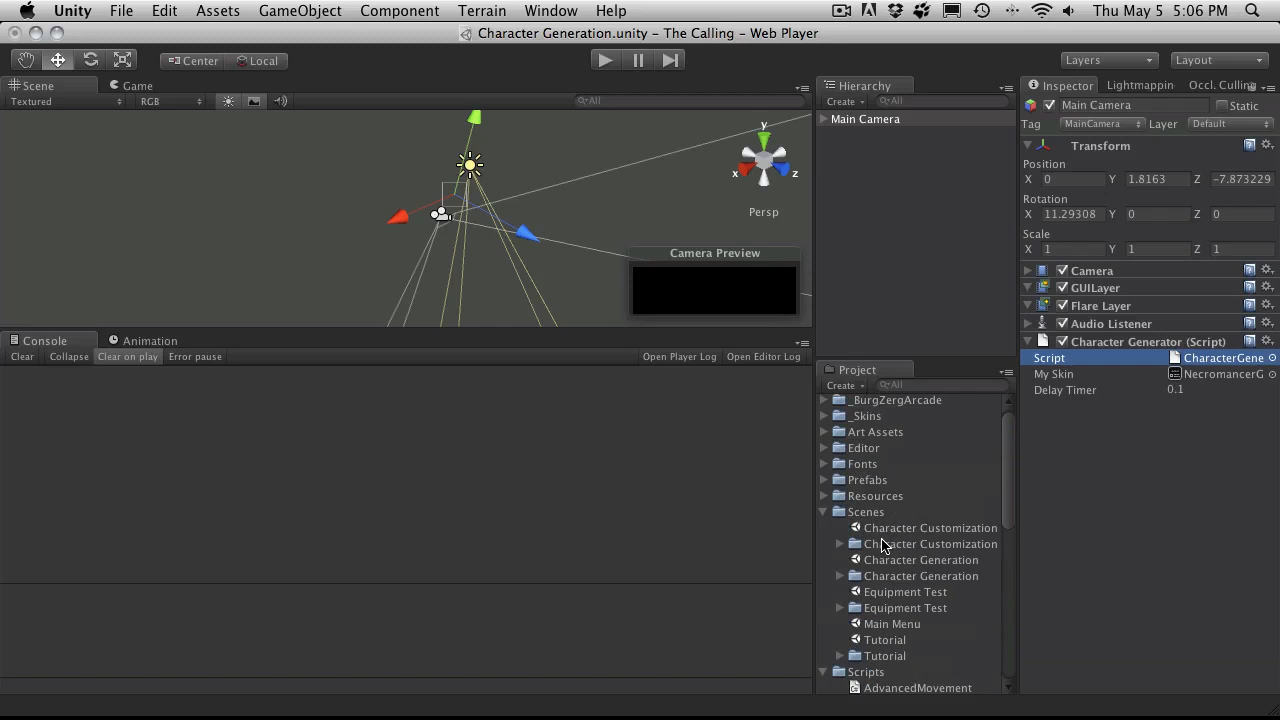 Unity File Edit Assets GameObject Component Terrain Window Help Thu May 5 5:06 PM
Character Generation.unity - The Calling - Web Player
Center Local Layers Layout
Scene Game
Textured RGB All
y
x
z
Persp
Camera Preview
Console Animation
Clear Collapse Clear on play Error pause Open Player Log Open Editor Log
Hierarchy
Create All
Main Camera
Project
Create All
_BurgZergArcade
_Skins
Art Assets
Editor
Fonts
Prefabs
Resources
Scenes
Character Customization
Character Customization
Character Generation
Character Generation
Equipment Test
Equipment Test
Main Menu
Tutorial
Tutorial
Scripts
AdvancedMovement
Inspector Lightmappin Occl. Culling
Main Camera Static
Tag MainCamera Layer Default
Transform
Position
X 0 Y 1.8163 Z -7.873229
Rotation
X 11.29308 Y 0 Z 0
Scale
X 1 Y 1 Z 1
Camera
GUILayer
Flare Layer
Audio Listener
Character Generator (Script)
Script CharacterGene
My Skin NecromancerG
Delay Timer 0.1